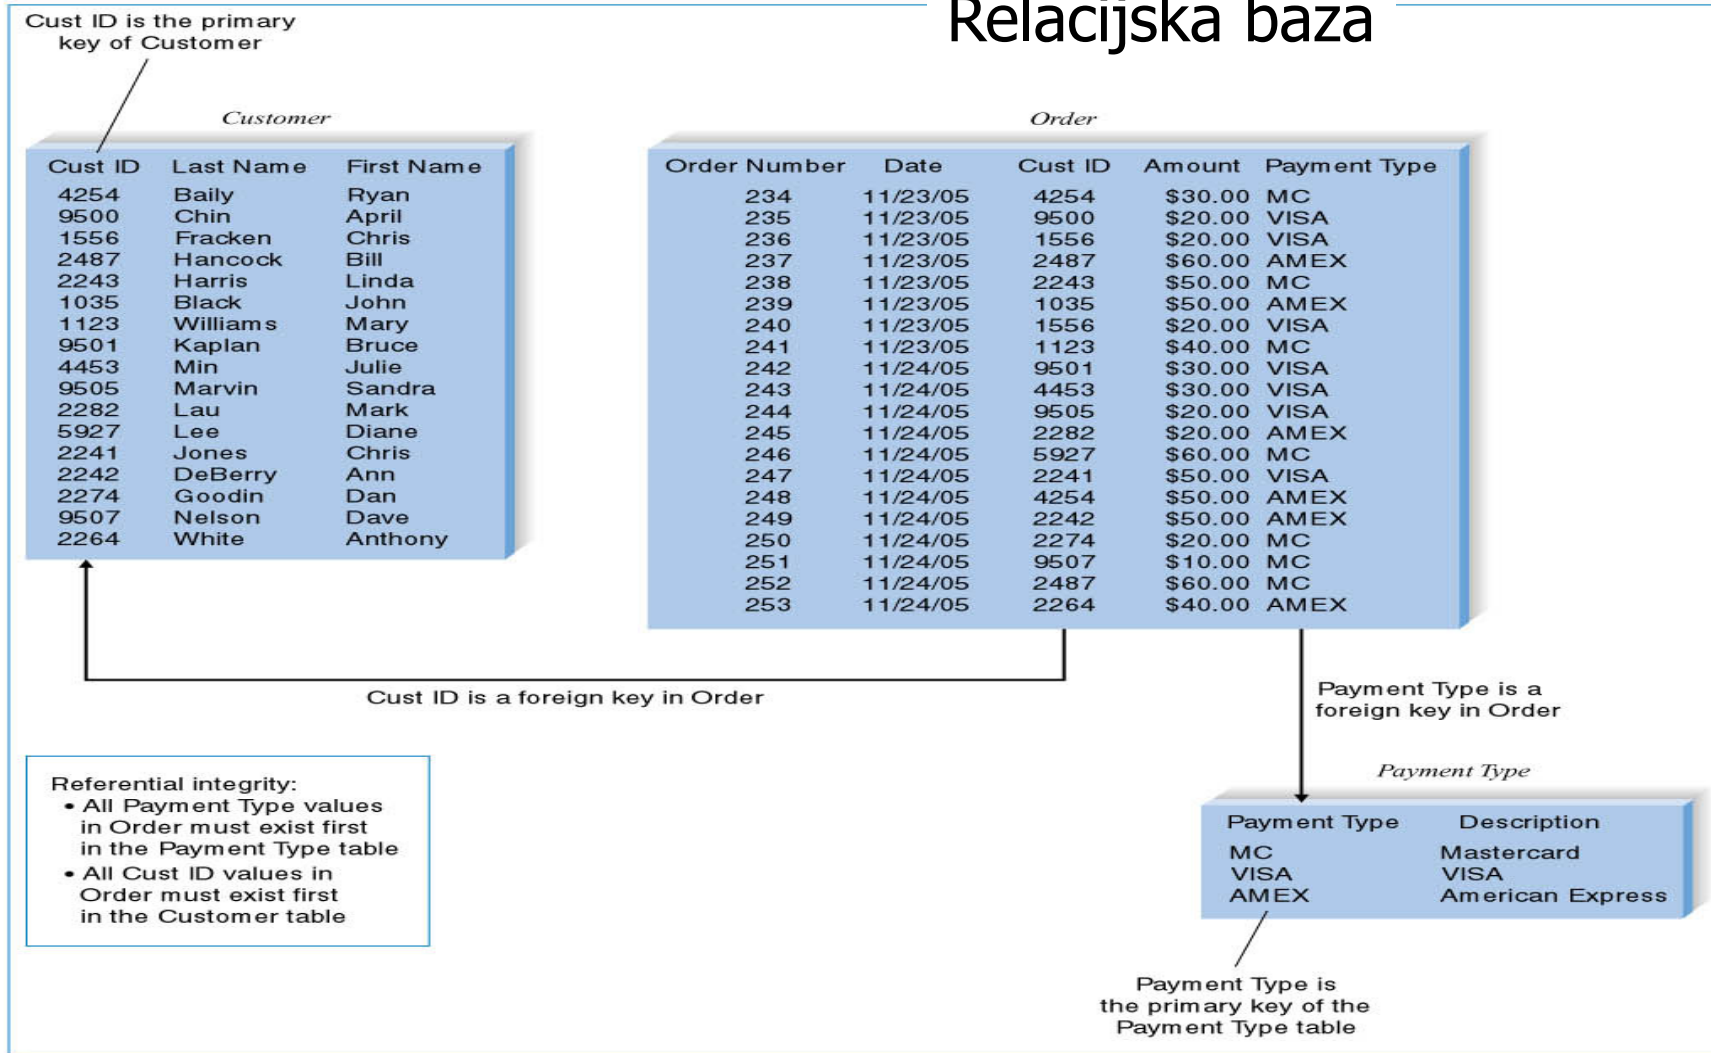 Relacijska baza
Cust ID is the primary
key of Customer
Customer
Cust ID Last Name First Name
4254 Baily Ryan
9500 Chin April
1556 Fracken Chris
2487 Hancock Bill
2243 Harris Linda
1035 Black John
1123 Williams Mary
9501 Kaplan Bruce
4453 Min Julie
9505 Marvin Sandra
2282 Lau Mark
5927 Lee Diane
2241 Jones Chris
2242 DeBerry Ann
2274 Goodin Dan
9507 Nelson Dave
2264 White Anthony
Order
Order Number Date Cust ID Amount Payment Type
234 11/23/05 4254 $30.00 MC
235 11/23/05 9500 $20.00 VISA
236 11/23/05 1556 $20.00 VISA
237 11/23/05 2487 $60.00 AMEX
238 11/23/05 2243 $50.00 MC
239 11/23/05 1035 $50.00 AMEX
240 11/23/05 1556 $20.00 VISA
241 11/23/05 1123 $40.00 MC
242 11/24/05 9501 $30.00 VISA
243 11/24/05 4453 $30.00 VISA
244 11/24/05 9505 $20.00 VISA
245 11/24/05 2282 $20.00 AMEX
246 11/24/05 5927 $60.00 MC
247 11/24/05 2241 $50.00 VISA
248 11/24/05 4254 $50.00 AMEX
249 11/24/05 2242 $50.00 AMEX
250 11/24/05 2274 $20.00 MC
251 11/24/05 9507 $10.00 MC
252 11/24/05 2487 $60.00 MC
253 11/24/05 2264 $40.00 AMEX
Cust ID is a foreign key in Order
Payment Type is a
foreign key in Order
Referential integrity:
• All Payment Type values
in Order must exist first
in the Payment Type table
• All Cust ID values in
Order must exist first
in the Customer table
Payment Type
Payment Type Description
MC Mastercard
VISA VISA
AMEX American Express
Payment Type is
the primary key of the
Payment Type table